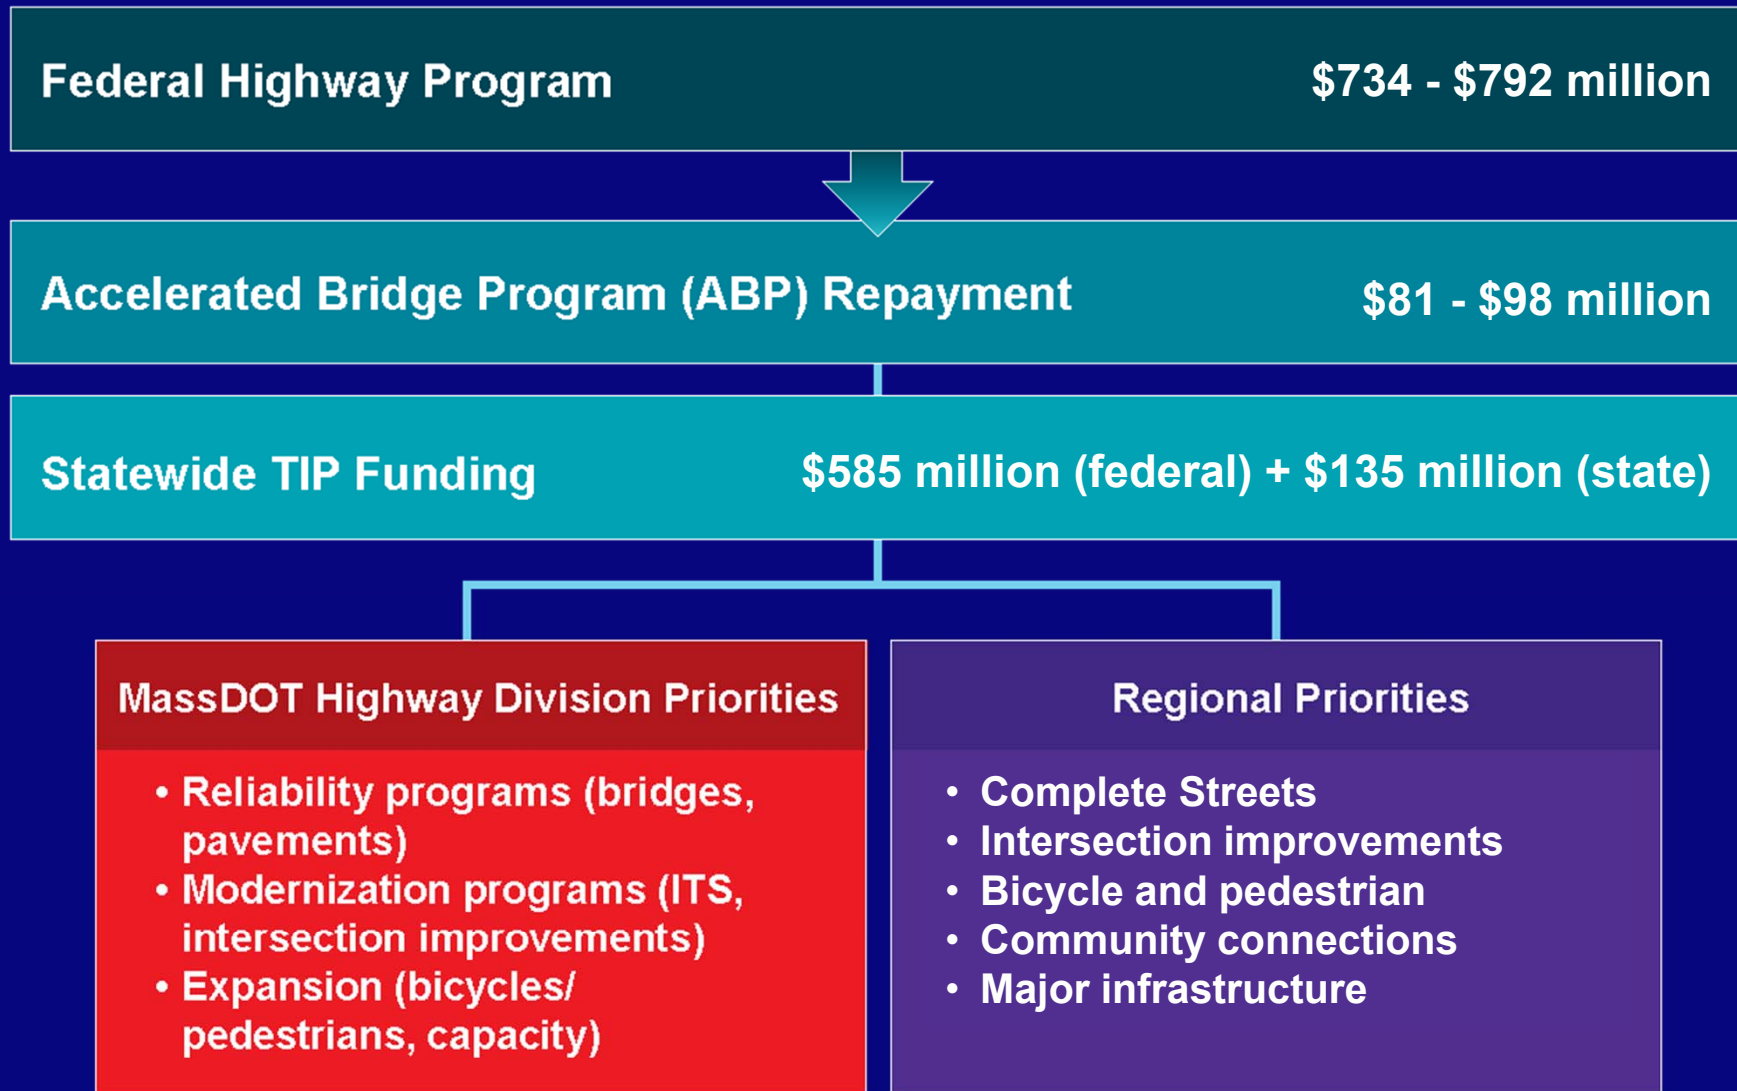 Federal Highway Program $734 - $792 million
Accelerated Bridge Program (ABP) Repayment $81 - $98 million
Statewide TIP Funding $585 million (federal) + $135 million (state)
MassDOT Highway Division Priorities
• Reliability programs (bridges,
pavements)
• Modernization programs (ITS,
intersection improvements)
• Expansion (bicycles/
pedestrians, capacity)
Regional Priorities
• Complete Streets
• Intersection improvements
• Bicycle and pedestrian
• Community connections
• Major infrastructure